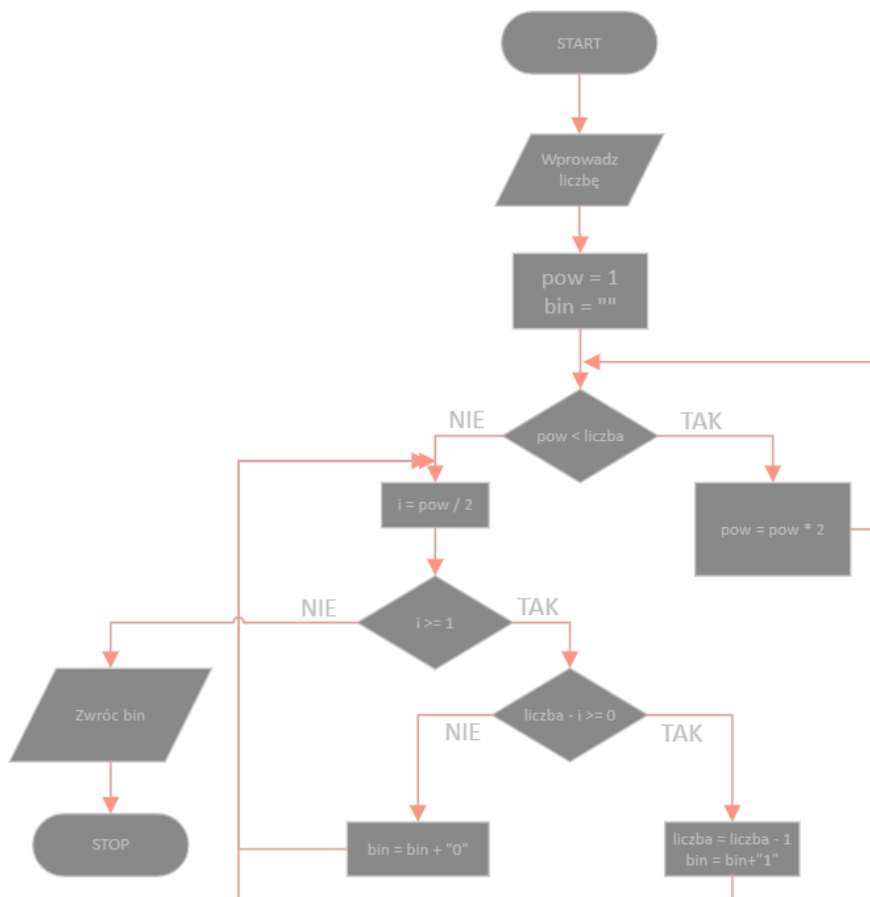 START
Wprowadz
liczbę
pow = 1
bin = ""
NIE
TAK
pow < liczba
i = pow / 2
pow = pow * 2
NIE
TAK
i >= 1
Zwróc bin
liczba - i >= 0
NIE
TAK
STOP
bin = bin + "0"
liczba = liczba - 1
bin = bin+"1"